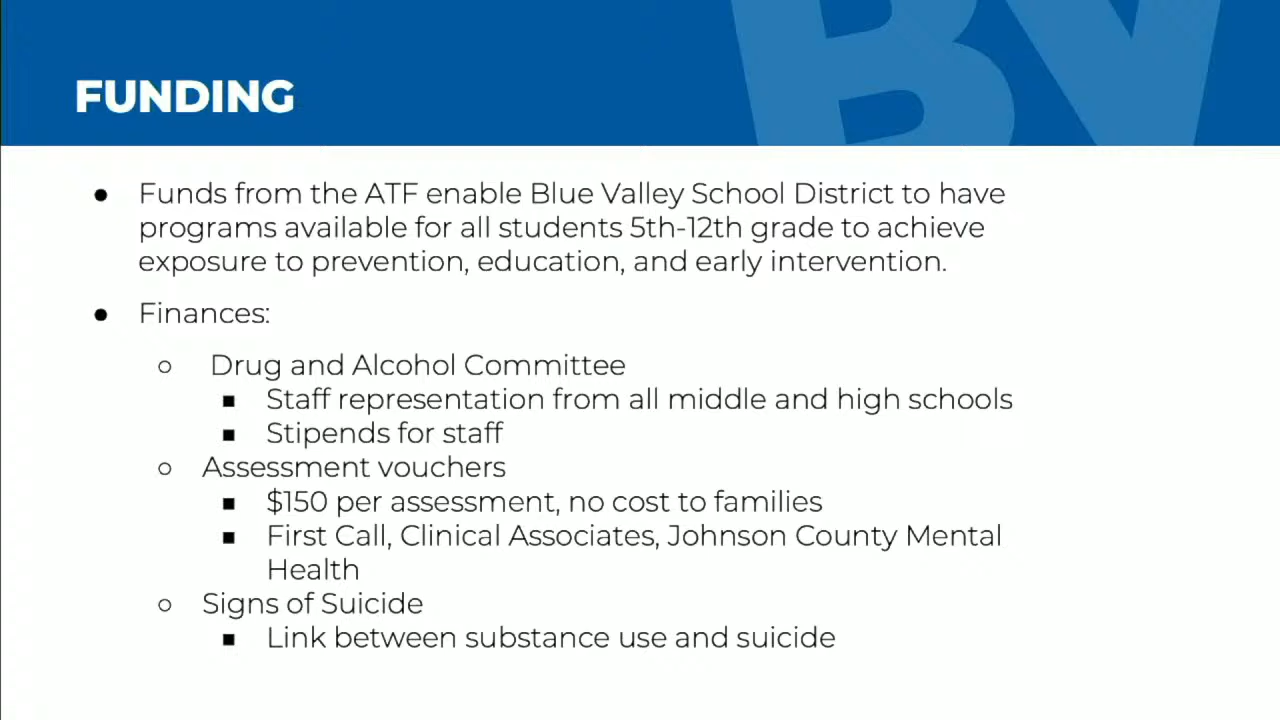 BV
FUNDING
● Funds from the ATF enable Blue Valley School District to have
programs available for all students 5th-12th grade to achieve
exposure to prevention, education, and early intervention.
● Finances:
○ Drug and Alcohol Committee
■ Staff representation from all middle and high schools
■ Stipends for staff
○ Assessment vouchers
■ $150 per assessment, no cost to families
■ First Call, Clinical Associates, Johnson County Mental
Health
○ Signs of Suicide
■ Link between substance use and suicide